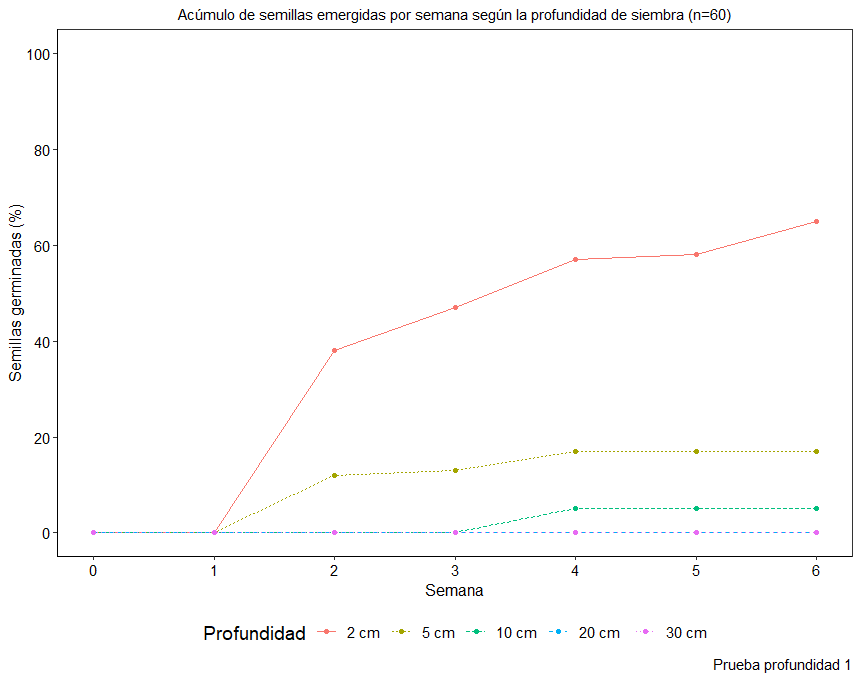 Acúmulo de semillas emergidas por semana según la profundidad de siembra (n=60)
Semillas germinadas (%)
100
80
60
40
20
0
0 1 2 3 4 5 6
Semana
Profundidad 2 cm 5 cm 10 cm 20 cm 30 cm
Prueba profundidad 1